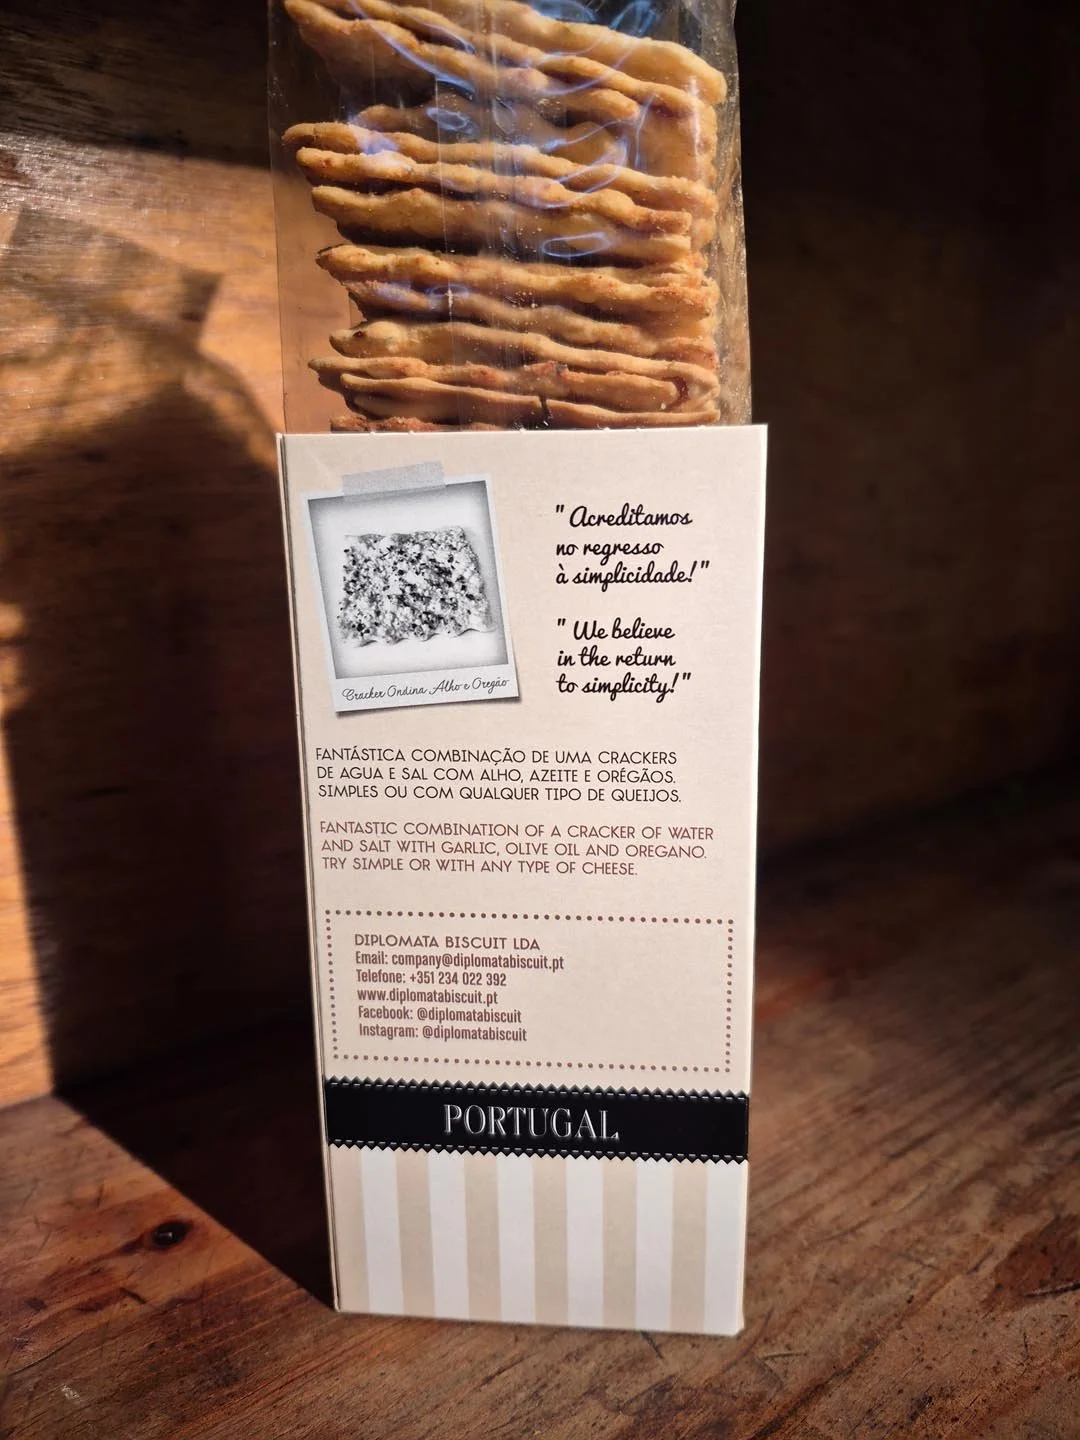 Cracker Ondina Alho e Oregão
" Acreditamos
no regresso
à simplicidade! "
" We believe
in the return
to simplicity! "
FANTÁSTICA COMBINAÇÃO DE UMA CRACKERS
DE AGUA E SAL COM ALHO, AZEITE E ORÉGÃOS.
SIMPLES OU COM QUALQUER TIPO DE QUEIJOS.
FANTASTIC COMBINATION OF A CRACKER OF WATER
AND SALT WITH GARLIC, OLIVE OIL AND OREGANO.
TRY SIMPLE OR WITH ANY TYPE OF CHEESE.
DIPLOMATA BISCUIT LDA
Email: company@diplomatabiscuit.pt
Telefone: +351 234 022 392
www.diplomatabiscuit.pt
Facebook: @diplomatabiscuit
Instagram: @diplomatabiscuit
PORTUGAL